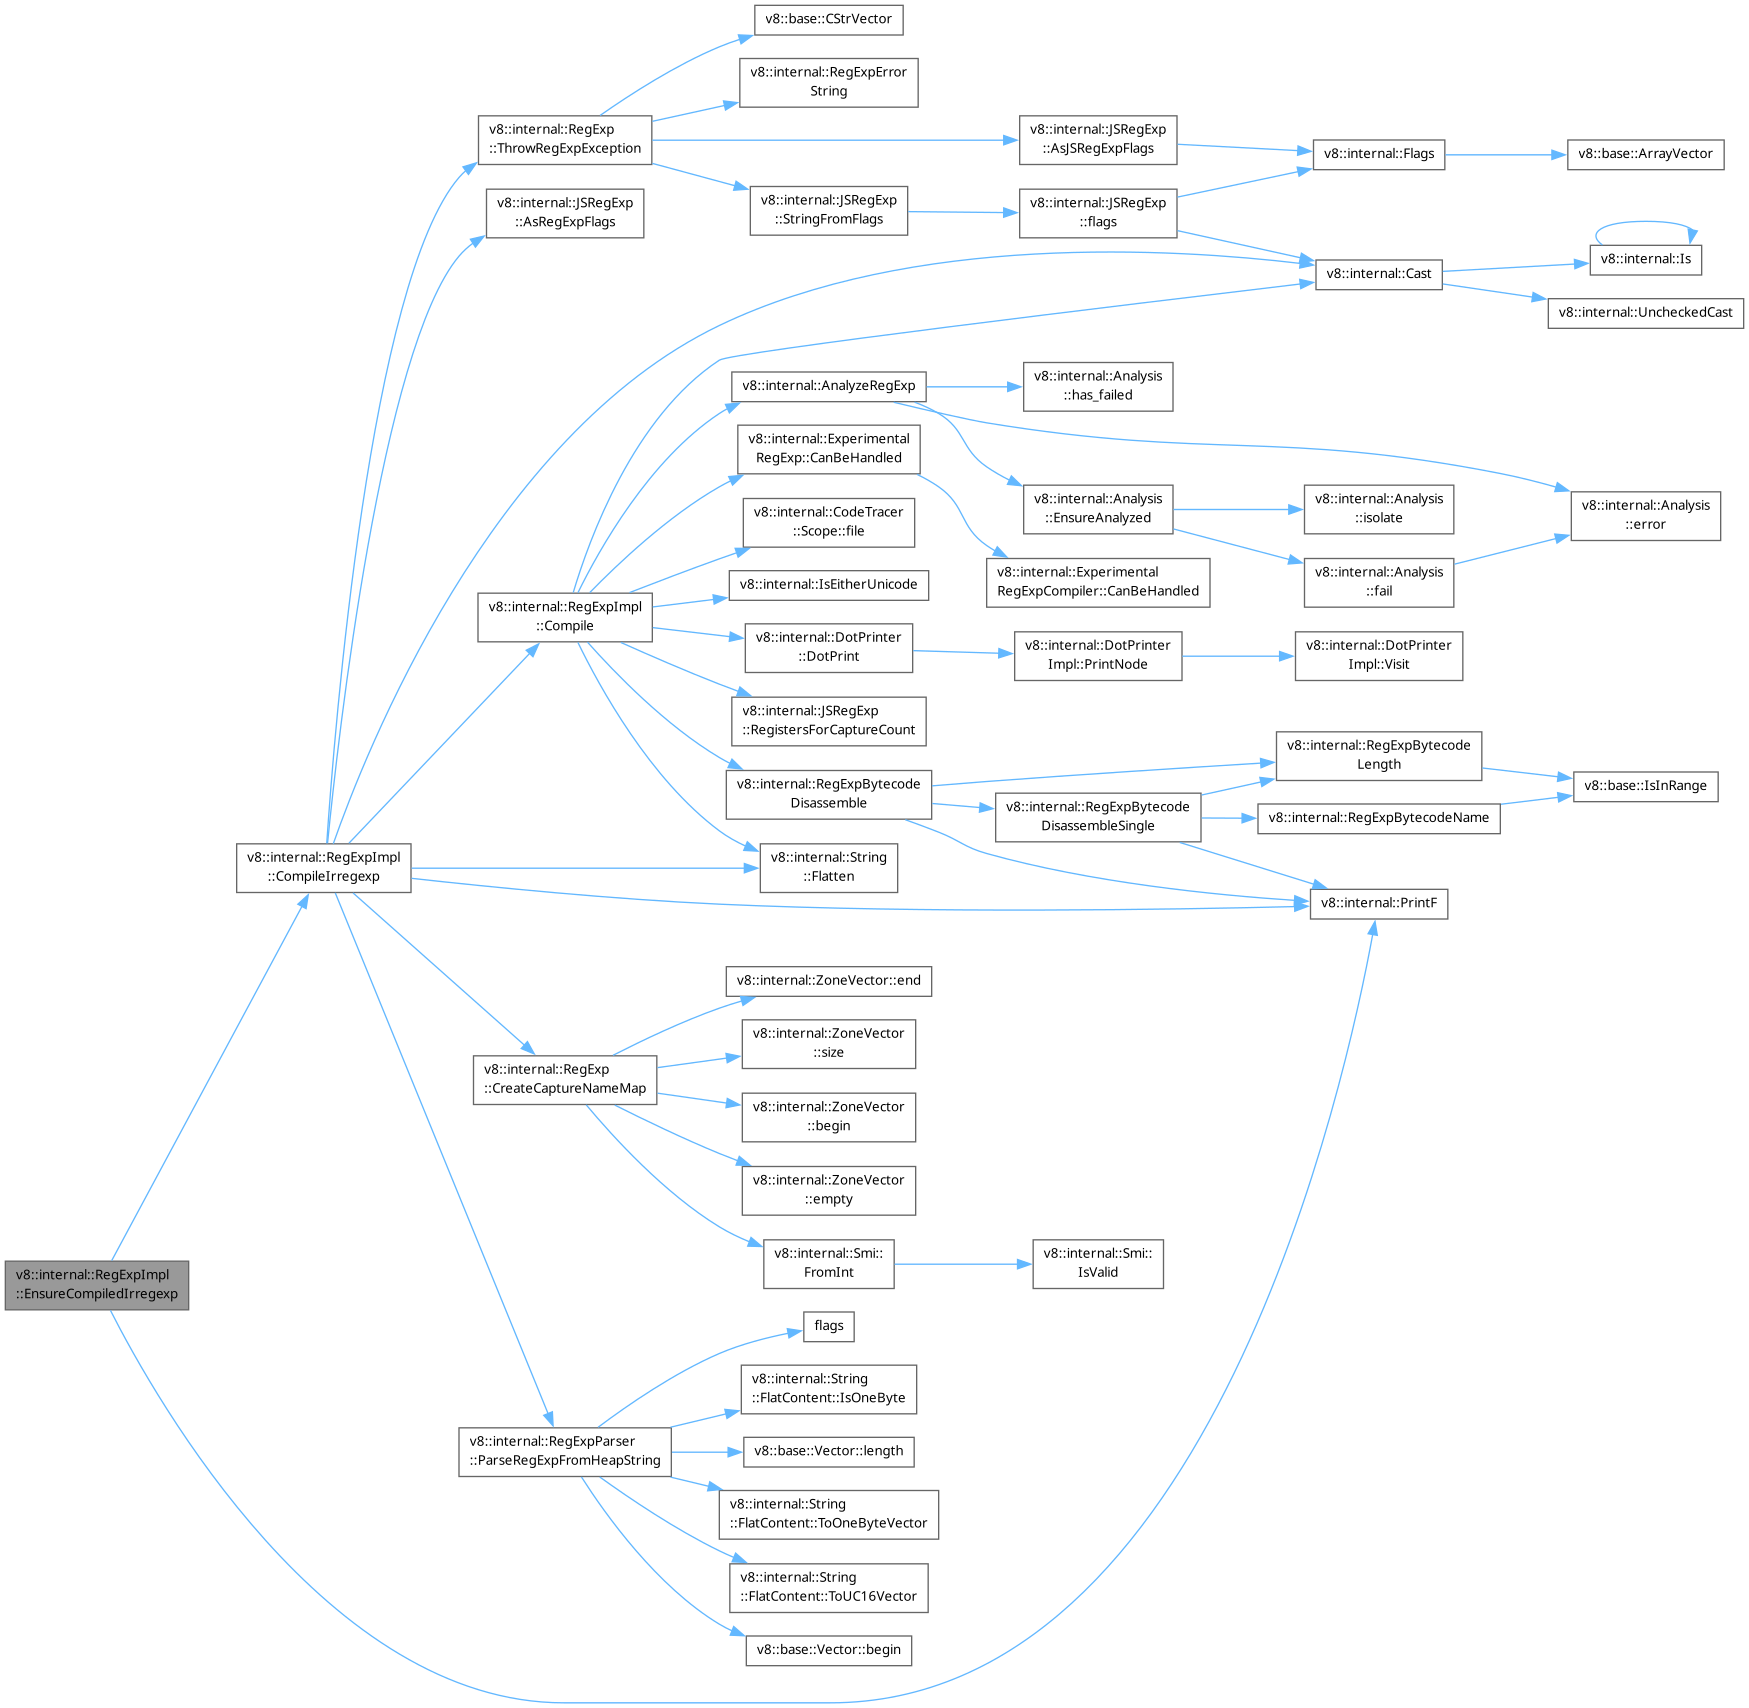 v8::base::CStrVector
v8::internal::RegExpError
String
v8::internal::RegExp
::ThrowRegExpException
v8::internal::JSRegExp
::AsJSRegExpFlags
v8::internal::Flags
v8::base::ArrayVector
v8::internal::JSRegExp
::AsRegExpFlags
v8::internal::JSRegExp
::StringFromFlags
v8::internal::JSRegExp
::flags
v8::internal::Cast
v8::internal::Is
v8::internal::UncheckedCast
v8::internal::AnalyzeRegExp
v8::internal::Analysis
::has_failed
v8::internal::Experimental
RegExp::CanBeHandled
v8::internal::Analysis
::EnsureAnalyzed
v8::internal::Analysis
::isolate
v8::internal::Analysis
::error
v8::internal::CodeTracer
::Scope::file
v8::internal::Experimental
RegExpCompiler::CanBeHandled
v8::internal::Analysis
::fail
v8::internal::IsEitherUnicode
v8::internal::RegExpImpl
::Compile
v8::internal::DotPrinter
::DotPrint
v8::internal::DotPrinter
Impl::PrintNode
v8::internal::DotPrinter
Impl::Visit
v8::internal::JSRegExp
::RegistersForCaptureCount
v8::internal::RegExpBytecode
Length
v8::base::IsInRange
v8::internal::RegExpBytecode
Disassemble
v8::internal::RegExpBytecode
DisassembleSingle
v8::internal::RegExpBytecodeName
v8::internal::RegExpImpl
::CompileIrregexp
v8::internal::String
::Flatten
v8::internal::PrintF
v8::internal::ZoneVector::end
v8::internal::ZoneVector
::size
v8::internal::RegExp
::CreateCaptureNameMap
v8::internal::ZoneVector
::begin
v8::internal::ZoneVector
::empty
v8::internal::Smi::
FromInt
v8::internal::Smi::
IsValid
v8::internal::RegExpImpl
::EnsureCompiledIrregexp
flags
v8::internal::String
::FlatContent::IsOneByte
v8::internal::RegExpParser
::ParseRegExpFromHeapString
v8::base::Vector::length
v8::internal::String
::FlatContent::ToOneByteVector
v8::internal::String
::FlatContent::ToUC16Vector
v8::base::Vector::begin